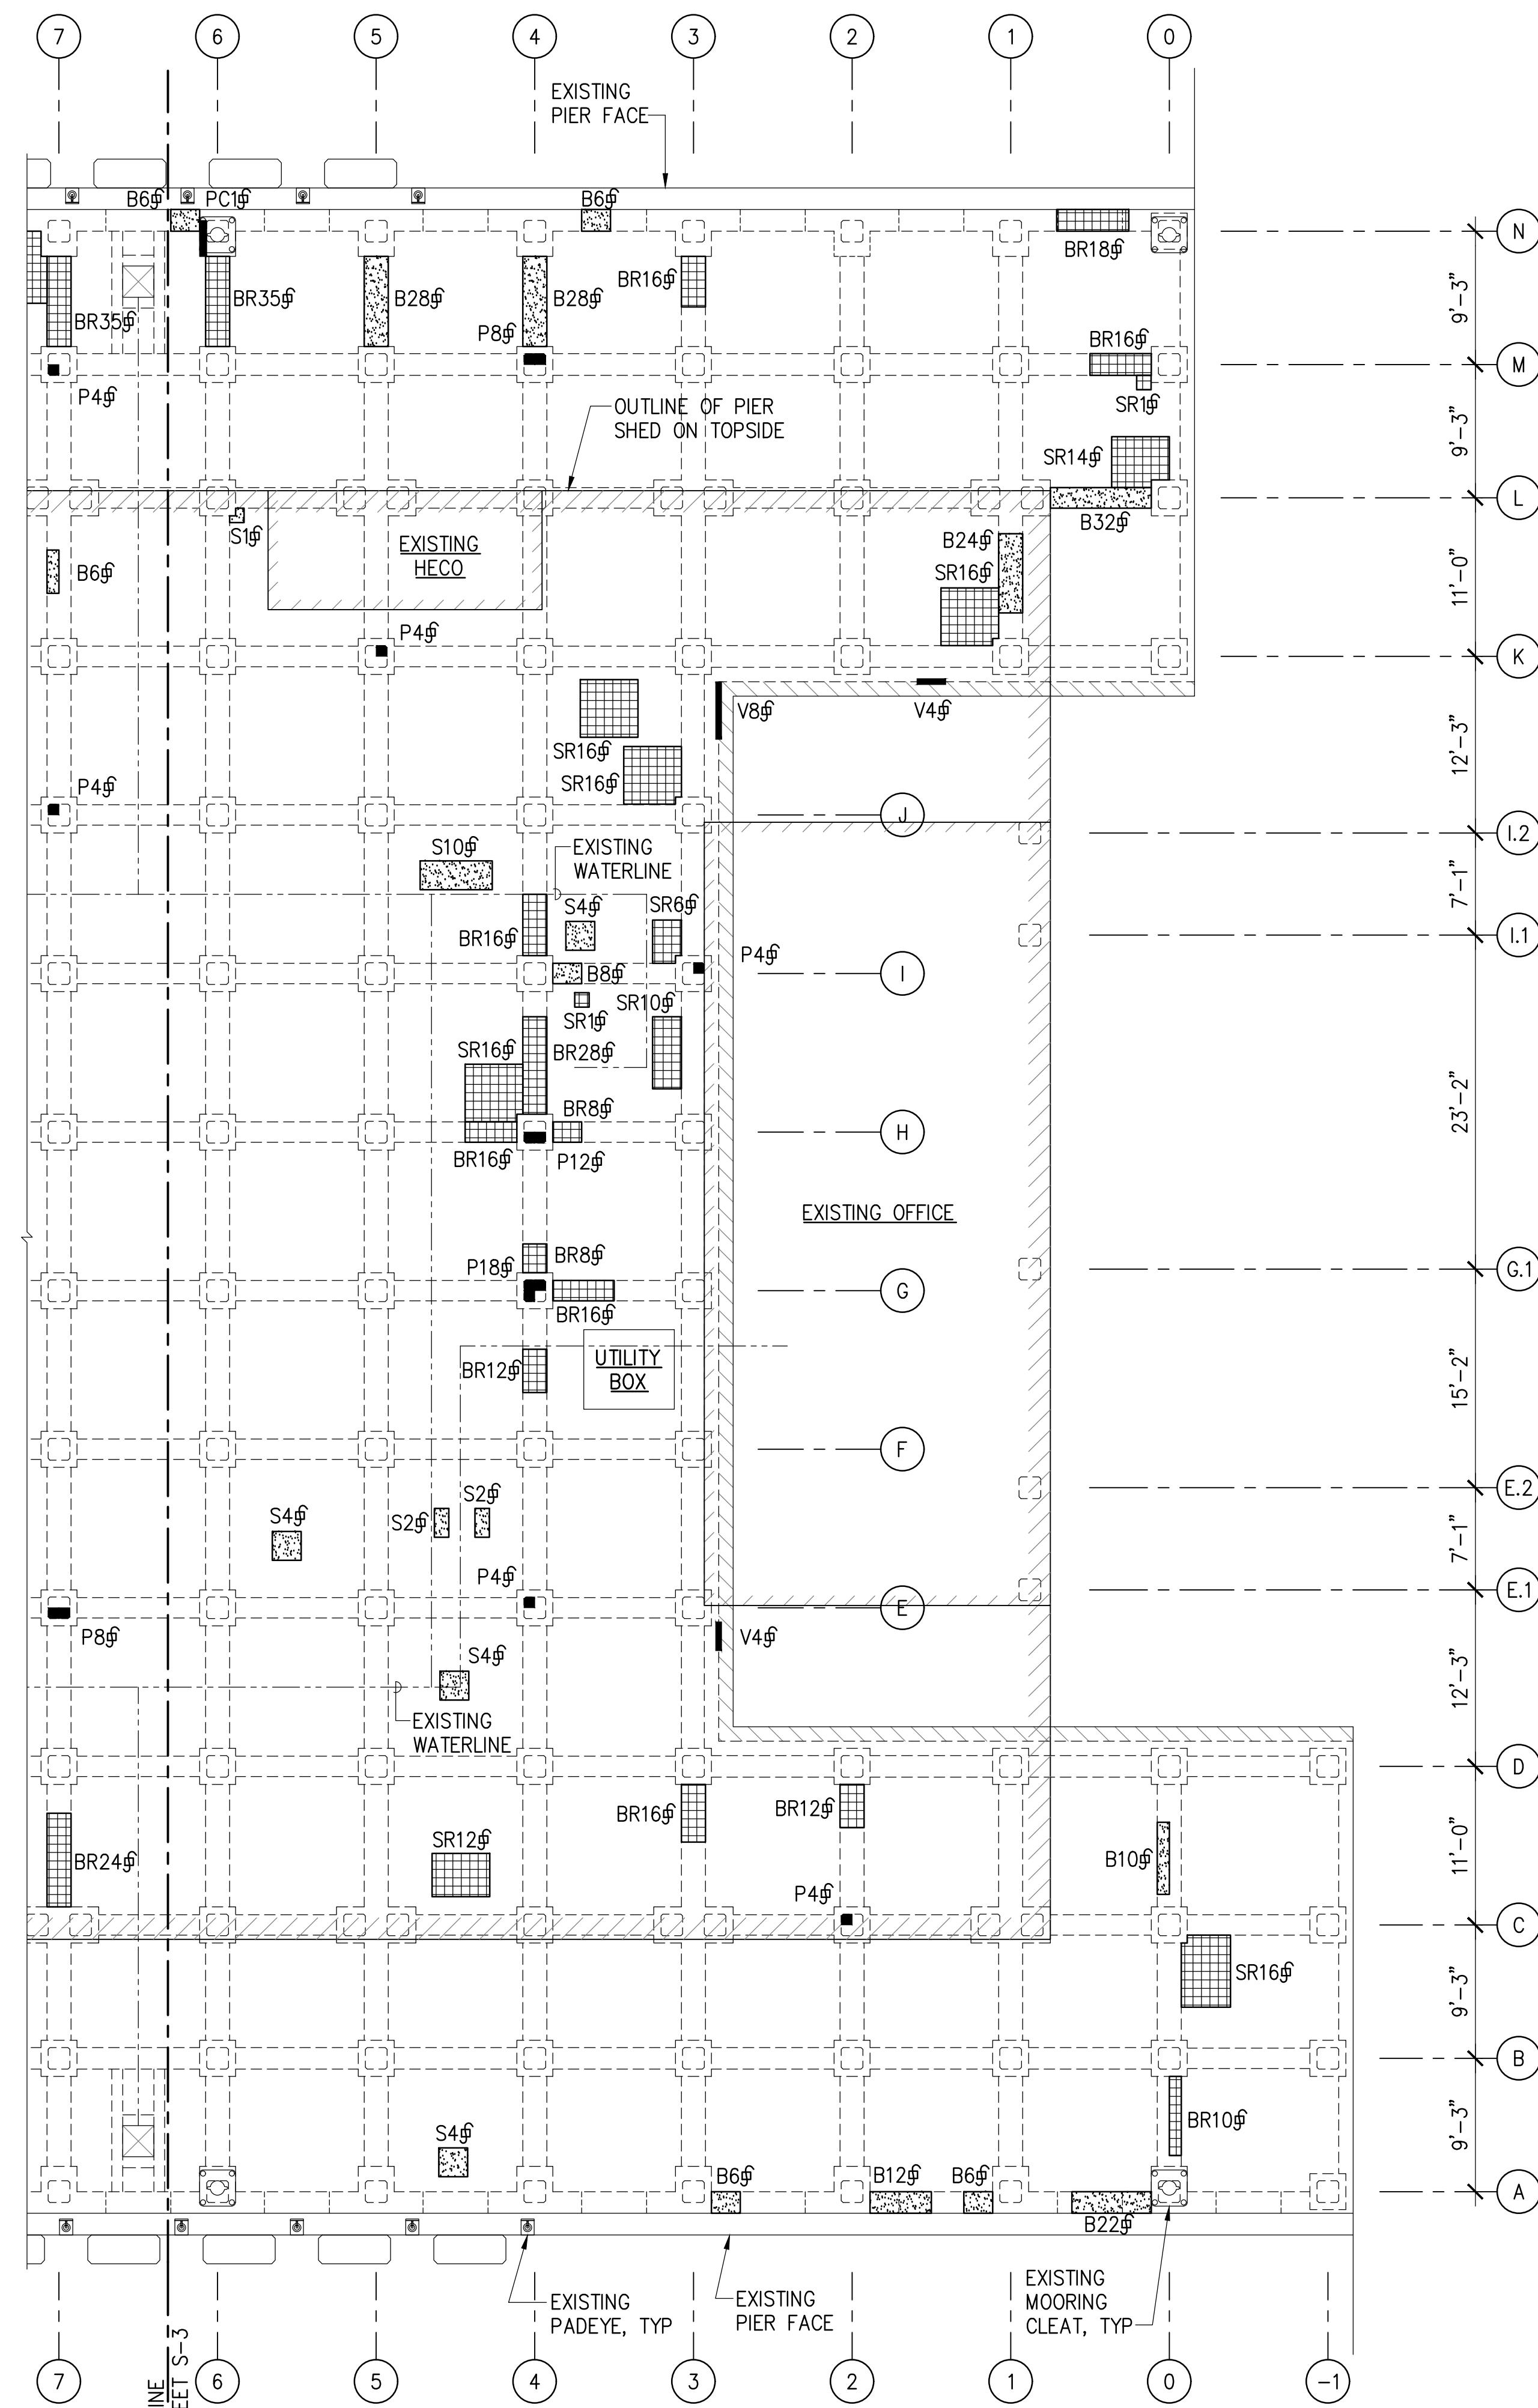 7
6
5
4
3
2
1
0
EXISTING
PIER FACE
B6
PC1
B6
BR18
N
BR35
BR35
B28
B28
BR16
9'-3"
P8
BR16
M
P4
SR1
OUTLINE OF PIER
SHED ON TOPSIDE
9'-3"
SR14
L
S1
EXISTING
HECO
B32
B24
B6
SR16
11'-0"
P4
K
V8
V4
SR16
SR16
12'-3"
P4
J
I.2
S10
EXISTING
WATERLINE
7'-1"
S4
SR6
BR16
P4
I.1
B8
I
SR1
SR10
SR16
BR28
23'-2"
BR8
H
BR16
P12
EXISTING OFFICE
P18
BR8
G.1
G
BR16
UTILITY
BOX
BR12
15'-2"
F
E.2
S4
S2
S2
7'-1"
P4
E.1
E
P8
V4
S4
12'-3"
EXISTING
WATERLINE
D
BR16
BR12
SR12
BR24
B10
11'-0"
P4
C
SR16
9'-3"
B
BR10
9'-3"
S4
B6
B12
B6
A
B22
EXISTING
PADEYE, TYP
EXISTING
PIER FACE
EXISTING
MOORING
CLEAT, TYP
INE
EET S-3
7
6
5
4
3
2
1
0
-1